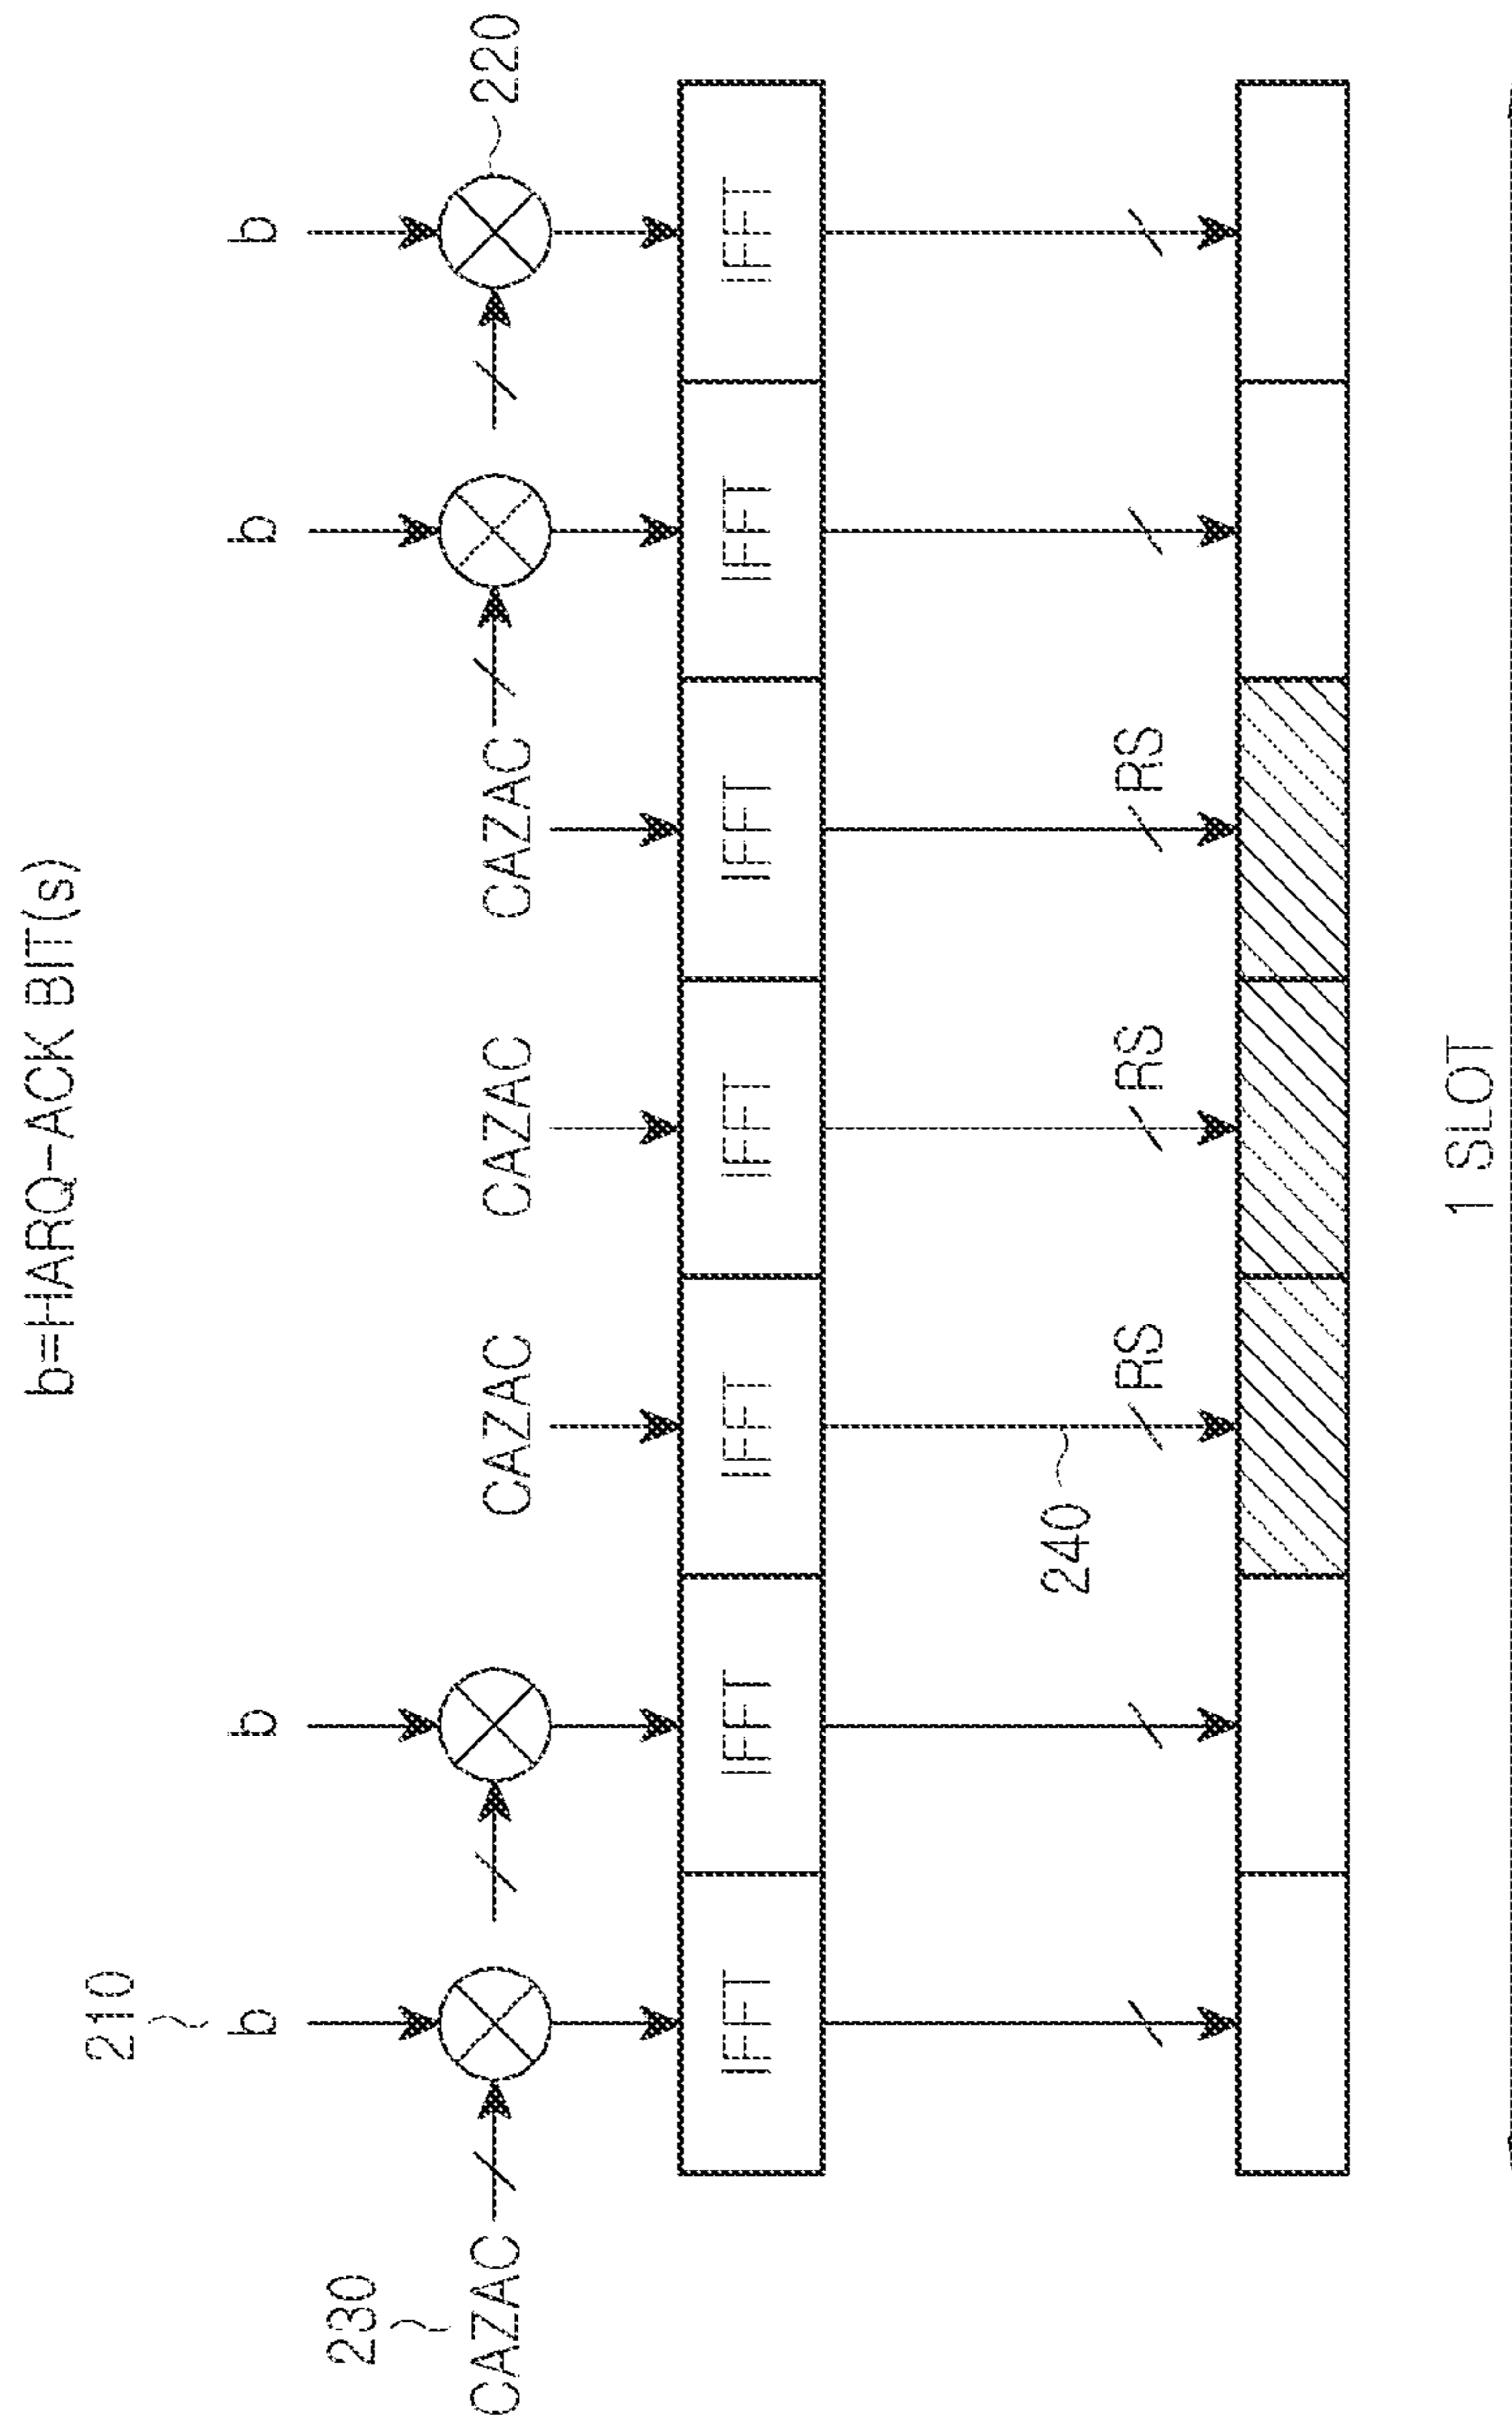 b=HARQ-ACK BIT(s)
210
b b b b
230
CAZAC CAZAC CAZAC CAZAC
220
IFFT IFFT IFFT IFFT IFFT IFFT IFFT
240
RS RS RS
1 SLOT